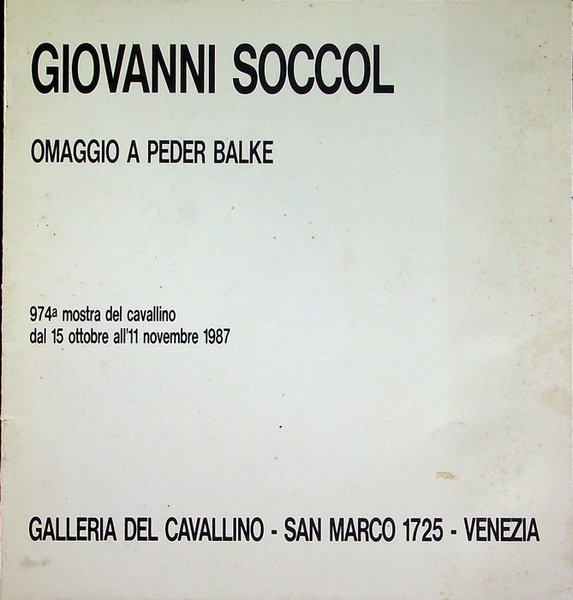 GIOVANNI SOCCOL
OMAGGIO A PEDER BALKE
974ª mostra del cavallino
dal 15 ottobre all'11 novembre 1987
GALLERIA DEL CAVALLINO - SAN MARCO 1725 - VENEZIA